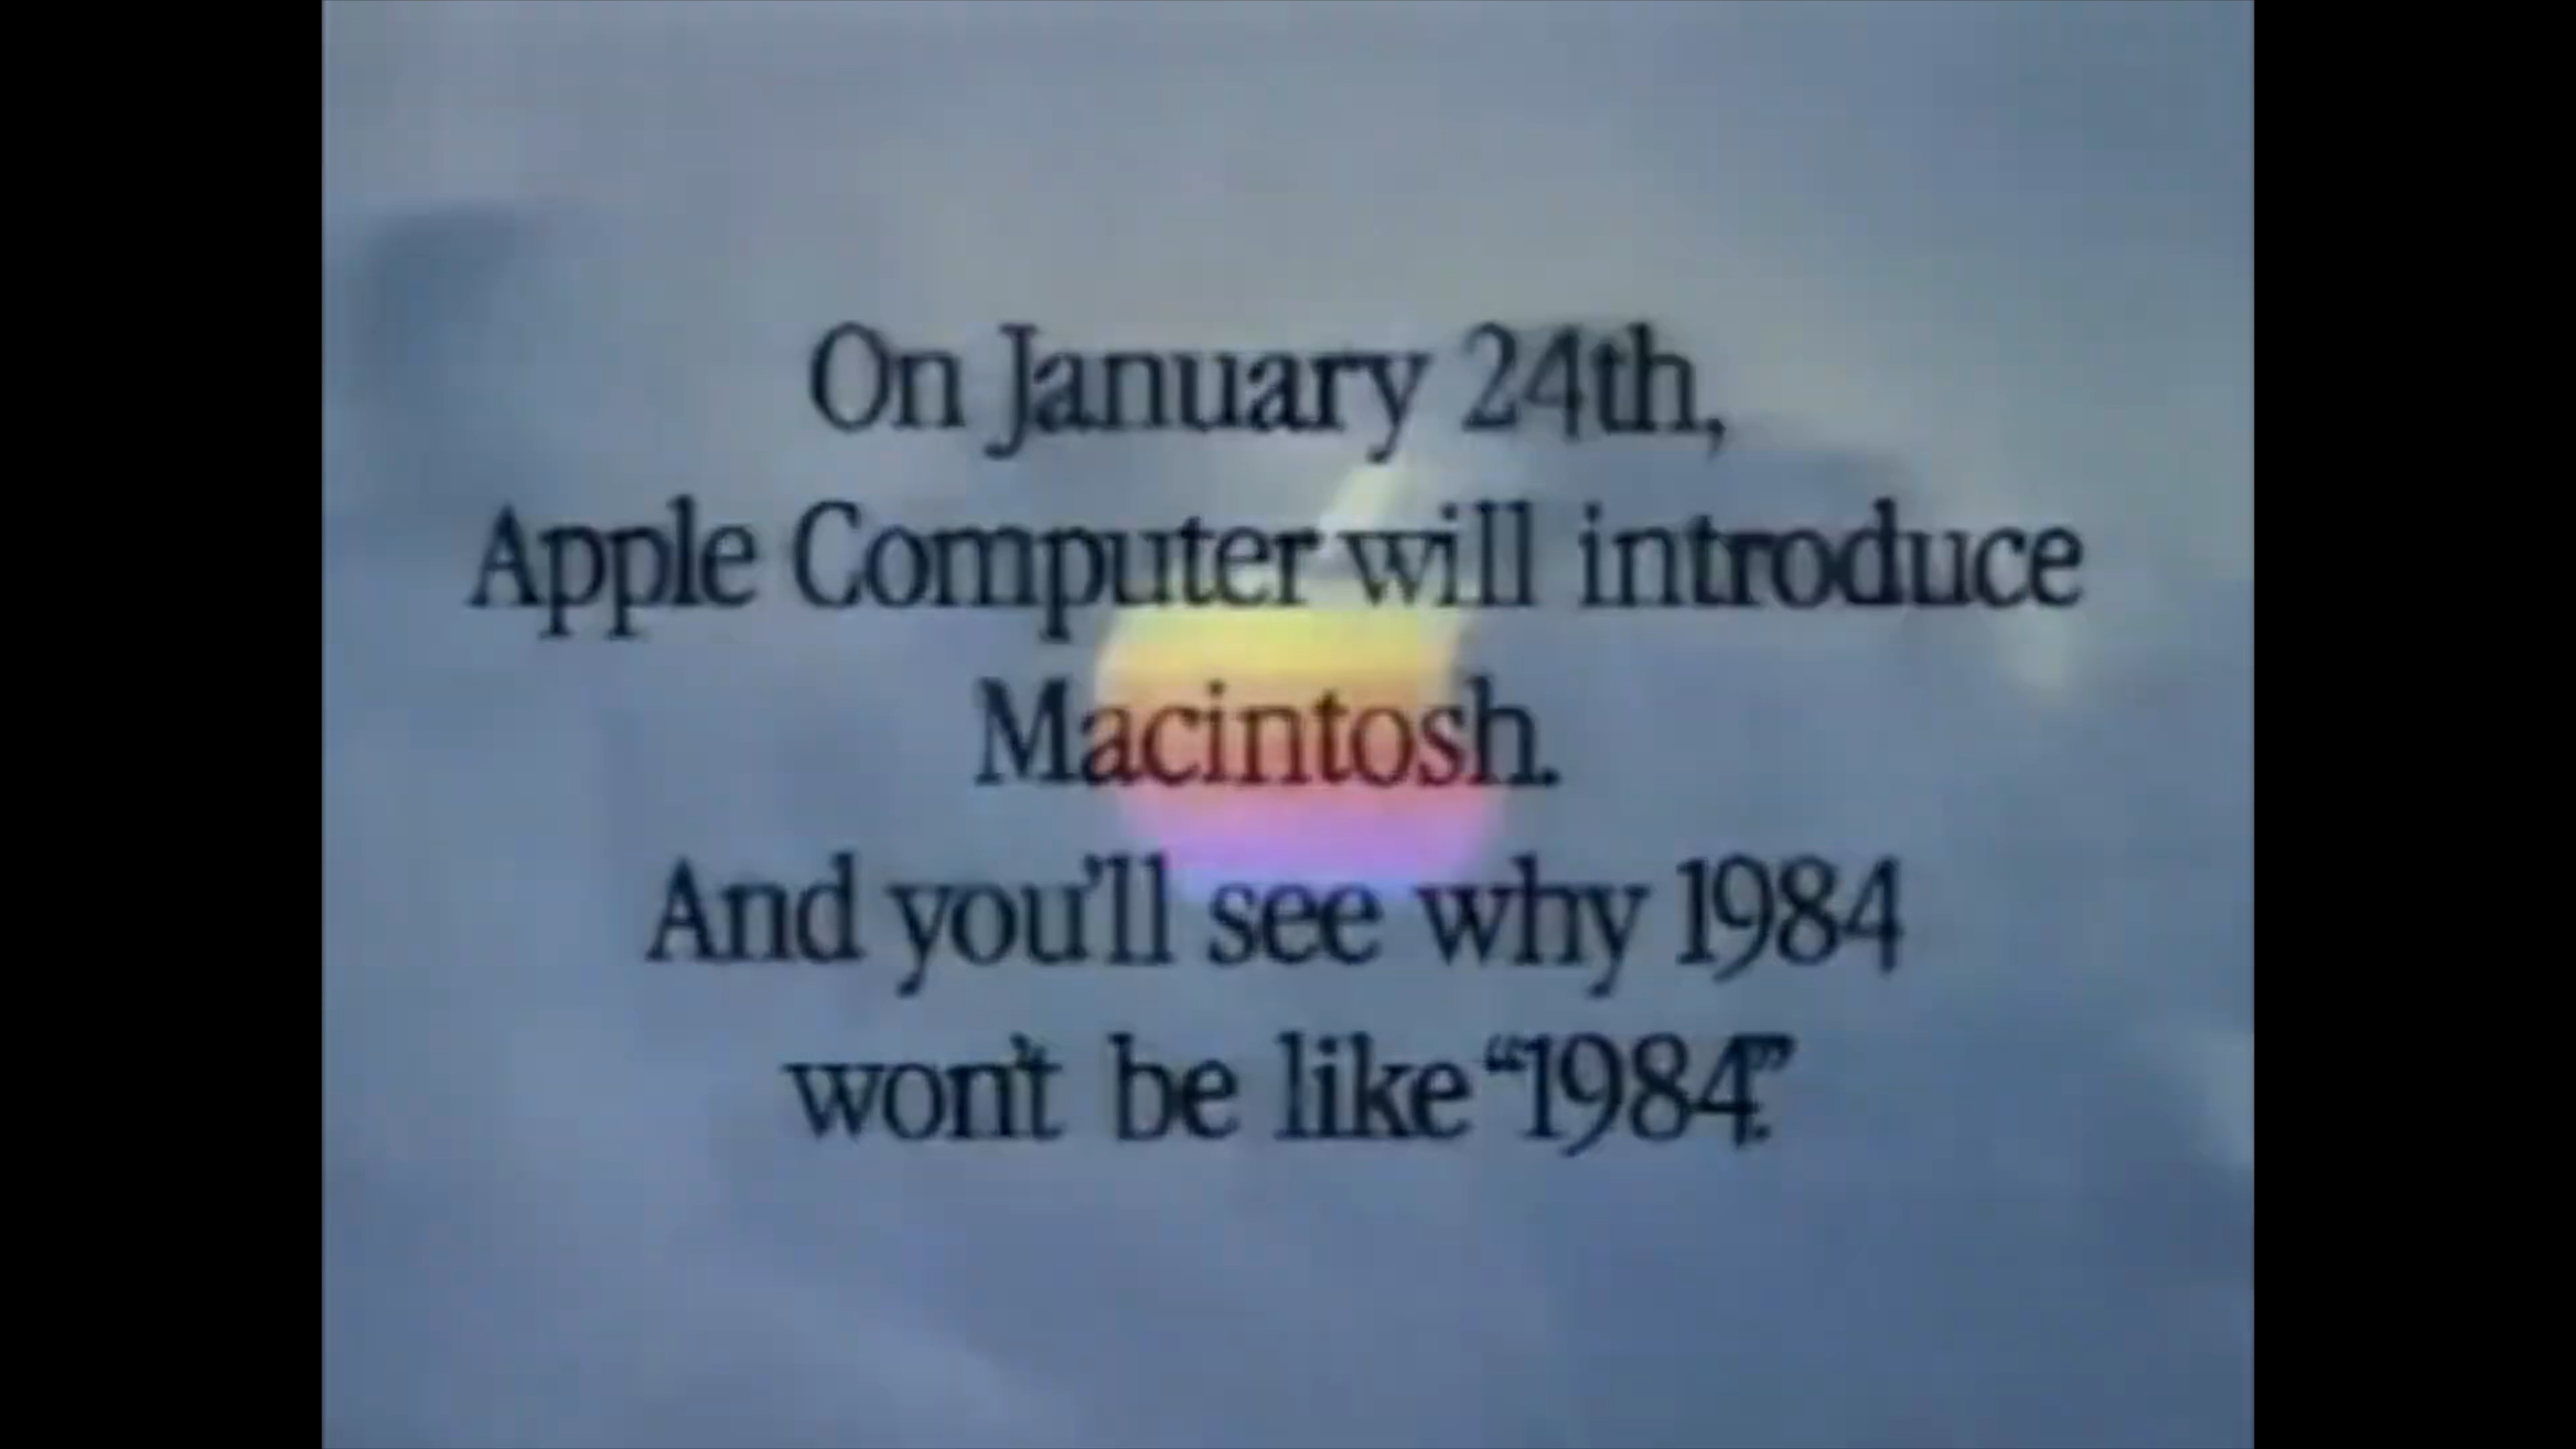 On January 24th,
Apple Computer will introduce
Macintosh.
And you'll see why 1984
won't be like “1984.”